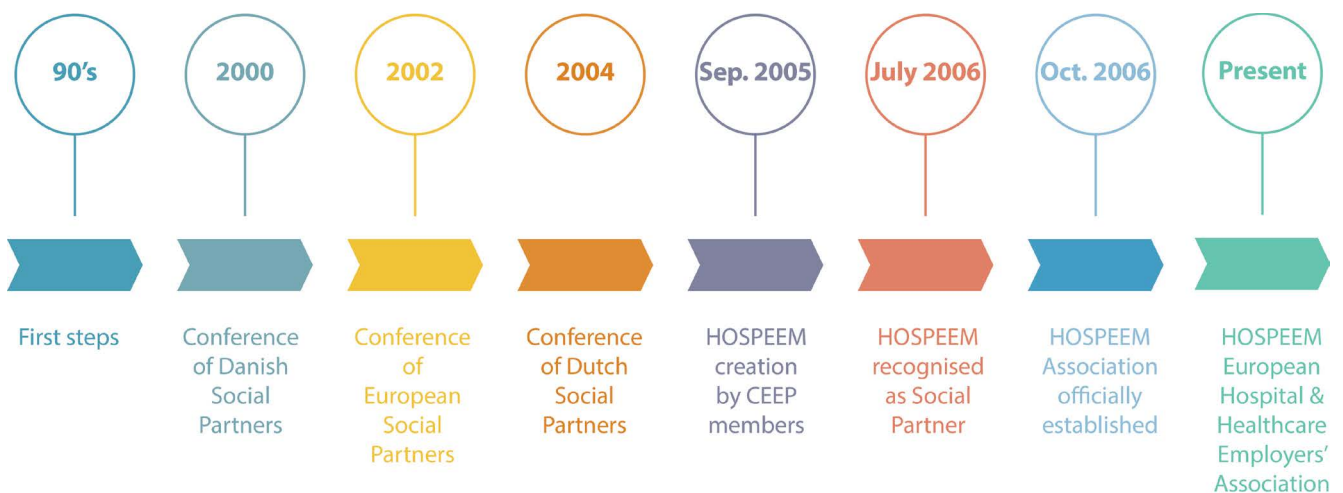 90's
2000
2002
2004
Sep. 2005
July 2006
Oct. 2006
Present
First steps
Conference
of Danish
Social
Partners
Conference
of
European
Social
Partners
Conference
of Dutch
Social
Partners
HOSPEEM
creation
by CEEP
members
HOSPEEM
recognised
as Social
Partner
HOSPEEM
Association
officially
established
HOSPEEM
European
Hospital &
Healthcare
Employers’
Association